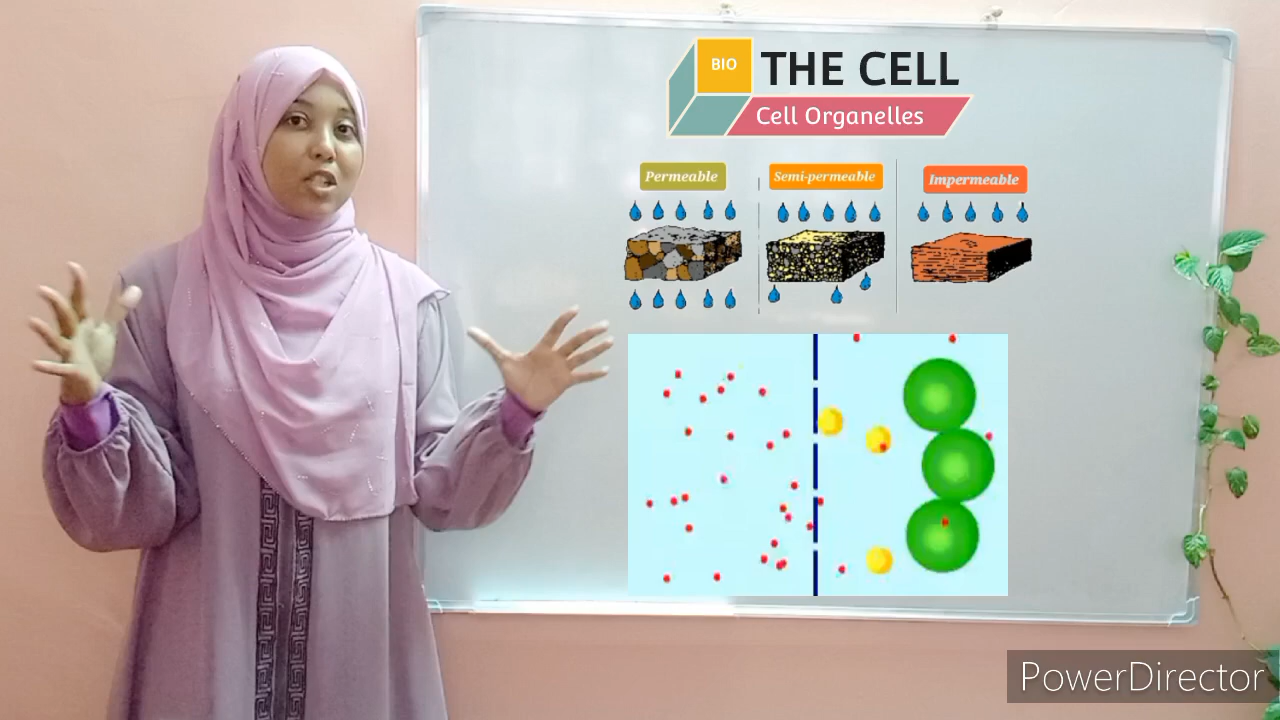 BIO
THE CELL
Cell Organelles
Permeable
Semi-permeable
Impermeable
PowerDirector